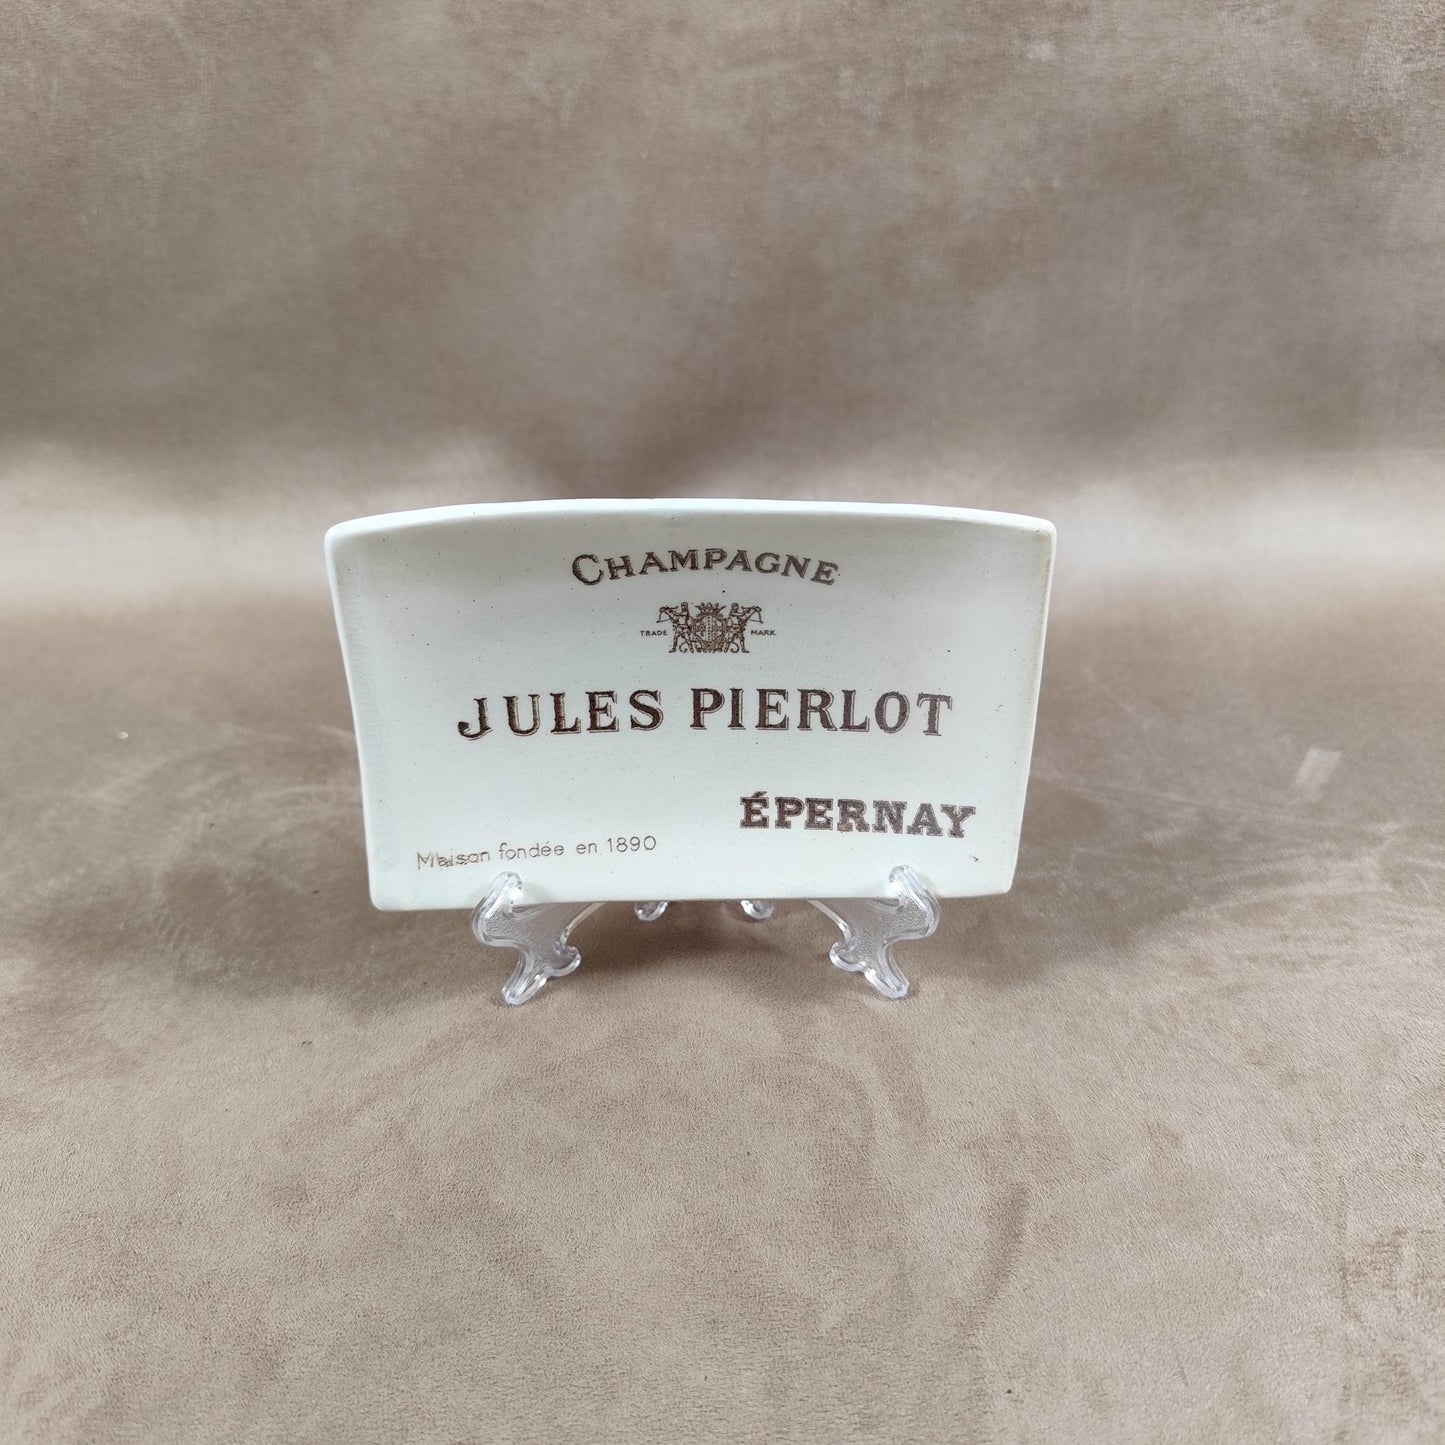 CHAMPAGNE
TRADE MARK
JULES PIERLOT
ÉPERNAY
Maison fondée en 1890